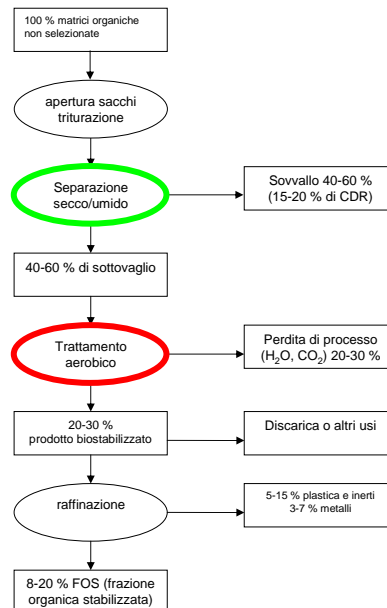 100 % matrici organiche
non selezionate
apertura sacchi
triturazione
Separazione
secco/umido
Sovvallo 40-60 %
(15-20 % di CDR)
40-60 % di sottovaglio
Trattamento
aerobico
Perdita di processo
(H₂O, CO₂) 20-30 %
20-30 %
prodotto biostabilizzato
Discarica o altri usi
raffinazione
5-15 % plastica e inerti
3-7 % metalli
8-20 % FOS (frazione
organica stabilizzata)